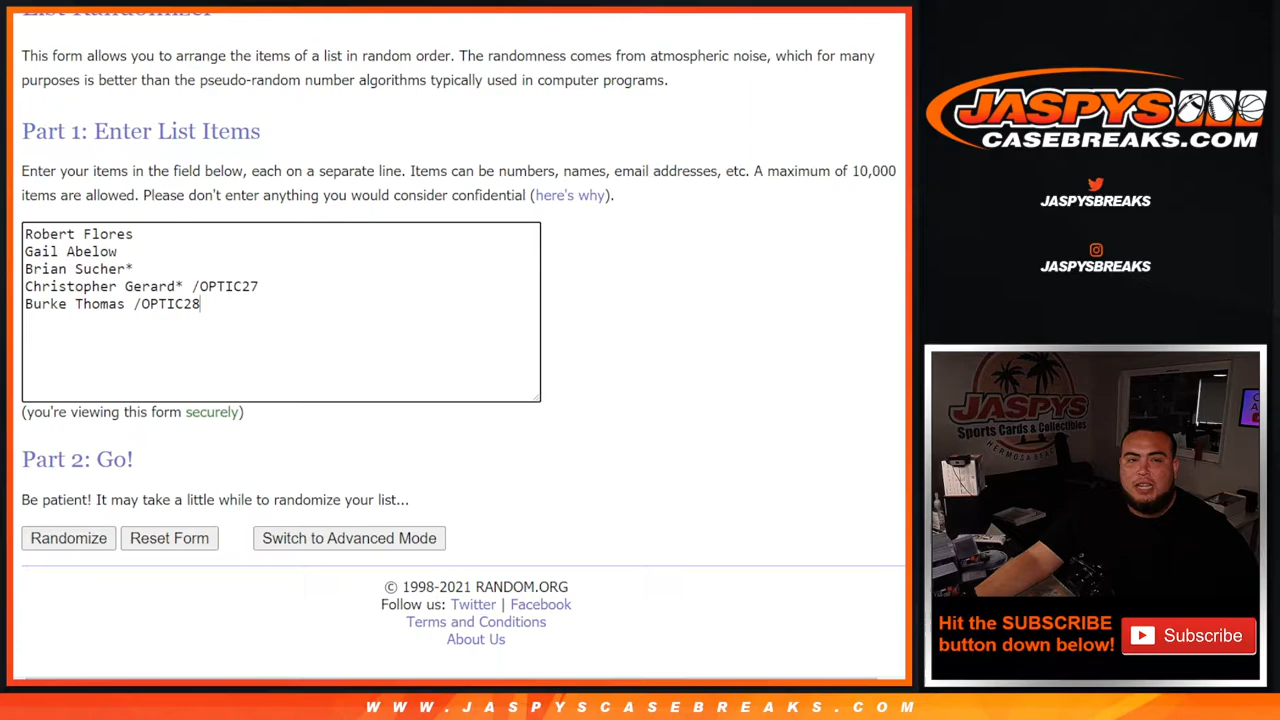 List Randomizer
This form allows you to arrange the items of a list in random order. The randomness comes from atmospheric noise, which for many
purposes is better than the pseudo-random number algorithms typically used in computer programs.
Part 1: Enter List Items
Enter your items in the field below, each on a separate line. Items can be numbers, names, email addresses, etc. A maximum of 10,000
items are allowed. Please don't enter anything you would consider confidential (here's why).
Robert Flores
Gail Abelow
Brian Sucher*
Christopher Gerard* /OPTIC27
Burke Thomas /OPTIC28
(you're viewing this form securely)
Part 2: Go!
Be patient! It may take a little while to randomize your list...
Randomize
Reset Form
Switch to Advanced Mode
© 1998-2021 RANDOM.ORG
Follow us: Twitter | Facebook
Terms and Conditions
About Us
JASPYS
CASEBREAKS.COM
JASPYSBREAKS
JASPYSBREAKS
JASPYS
Sports Cards & Collectibles
HERMOSA BEACH
Hit the SUBSCRIBE
button down below!
Subscribe
WWW.JASPYSCASEBREAKS.COM